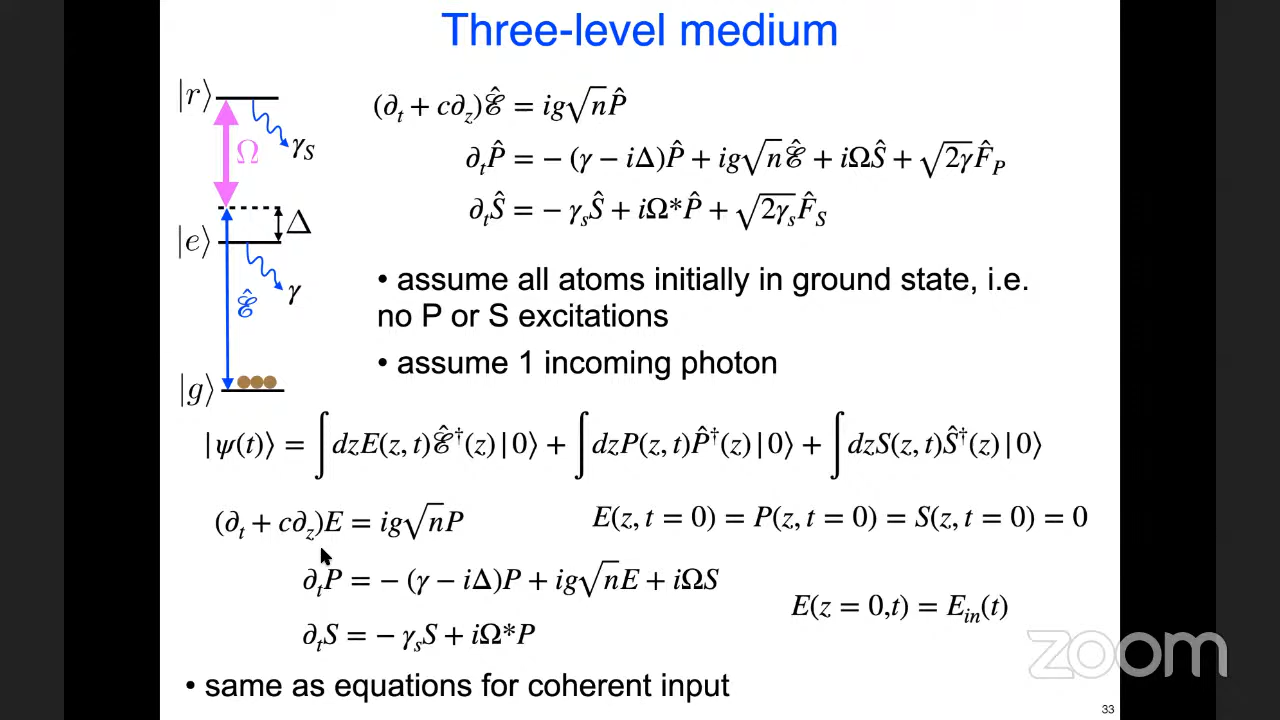 Three-level medium
|r⟩
γ_S
Ω
Δ
|e⟩
γ
ℰ̂
|g⟩
(∂_t + c∂_z)ℰ̂ = ig√n P̂
∂_t P̂ = − (γ − iΔ)P̂ + ig√n ℰ̂ + iΩŜ + √(2γ) F̂_P
∂_t Ŝ = − γ_s Ŝ + iΩ*P̂ + √(2γ_s) F̂_S
• assume all atoms initially in ground state, i.e.
no P or S excitations
• assume 1 incoming photon
|ψ(t)⟩ = ∫ dzE(z, t)ℰ̂†(z)|0⟩ + ∫ dzP(z, t)P̂†(z)|0⟩ + ∫ dzS(z, t)Ŝ†(z)|0⟩
(∂_t + c∂_z)E = ig√n P
E(z, t = 0) = P(z, t = 0) = S(z, t = 0) = 0
∂_t P = − (γ − iΔ)P + ig√n E + iΩS
E(z = 0,t) = E_in(t)
∂_t S = − γ_s S + iΩ*P
zoom
• same as equations for coherent input
33